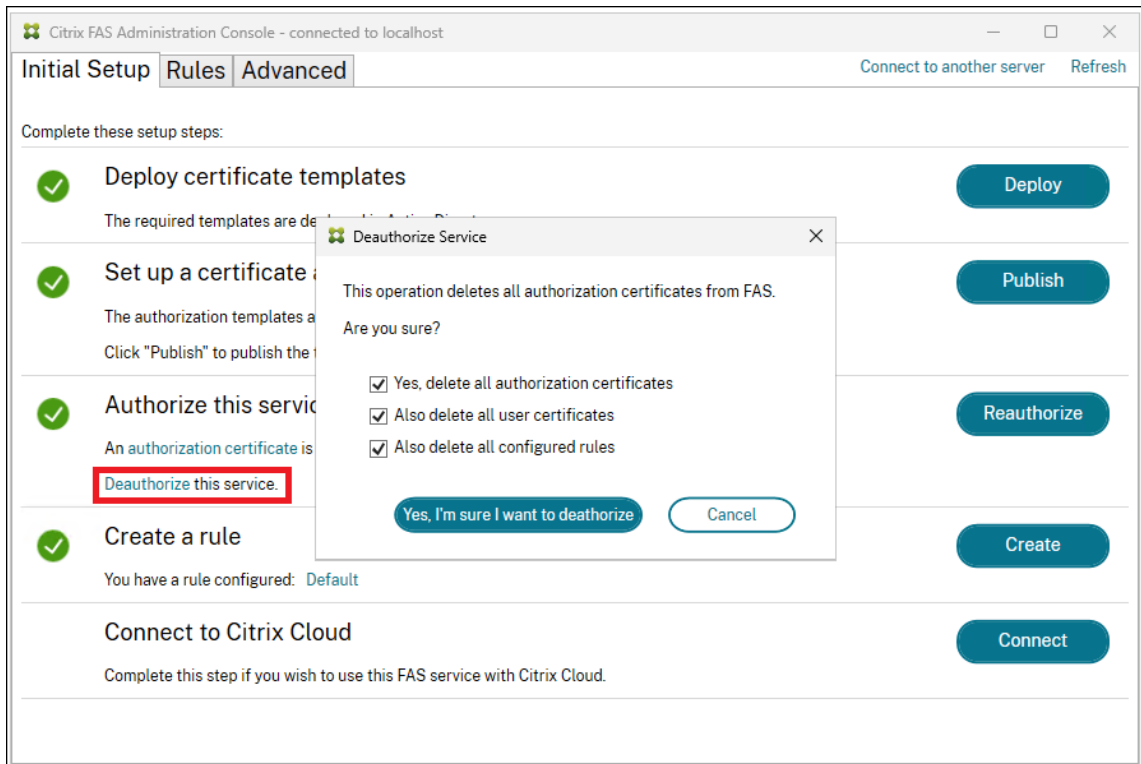 Citrix FAS Administration Console - connected to localhost
Initial Setup Rules Advanced
Connect to another server Refresh
Complete these setup steps:
Deploy certificate templates
Deploy
The required templates are
Deauthorize Service
Set up a certificate
Publish
The authorization templates
Click "Publish" to publish the
This operation deletes all authorization certificates from FAS.
Are you sure?
Yes, delete all authorization certificates
Also delete all user certificates
Also delete all configured rules
Yes, I'm sure I want to deathorize
Cancel
Authorize this
Reauthorize
An authorization certificate is
Deauthorize this service.
Create a rule
Create
You have a rule configured: Default
Connect to Citrix Cloud
Connect
Complete this step if you wish to use this FAS service with Citrix Cloud.